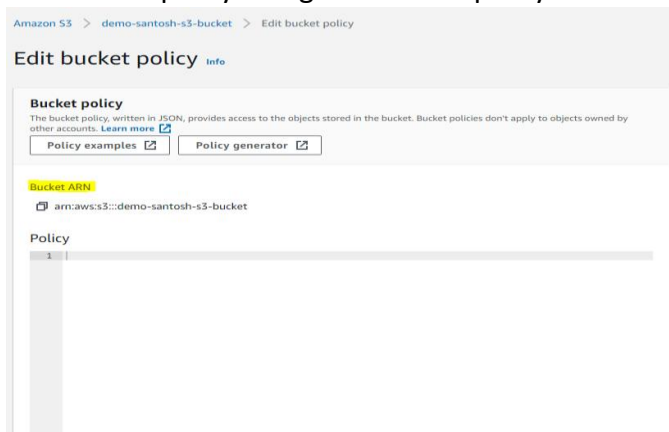 Amazon S3 > demo-santosh-s3-bucket > Edit bucket policy
Edit bucket policy Info
Bucket policy
The bucket policy, written in JSON, provides access to the objects stored in the bucket. Bucket policies don't apply to objects owned by
other accounts. Learn more
Policy examples Policy generator
Bucket ARN
arn:aws:s3:::demo-santosh-s3-bucket
Policy
1